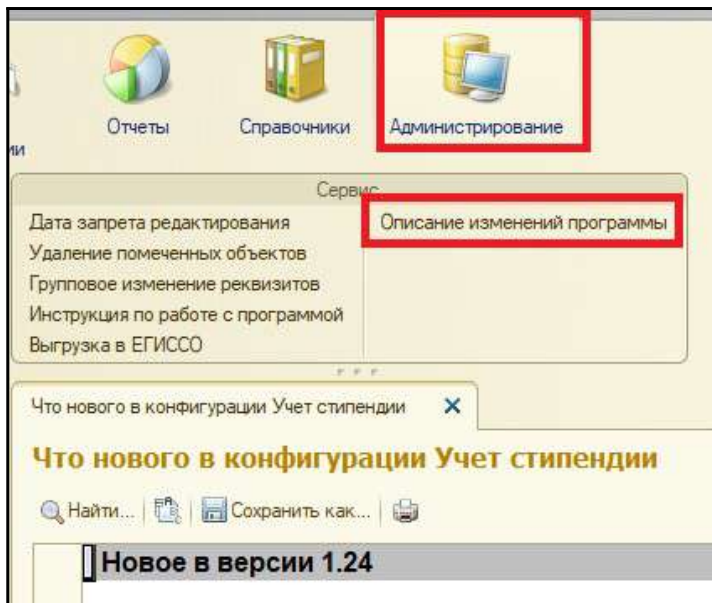 Отчеты Справочники Администрирование
ии
Сервис
Дата запрета редактирования Описание изменений программы
Удаление помеченных объектов
Групповое изменение реквизитов
Инструкция по работе с программой
Выгрузка в ЕГИССО
Что нового в конфигурации Учет стипендии
Что нового в конфигурации Учет стипендии
Найти... Сохранить как...
Новое в версии 1.24